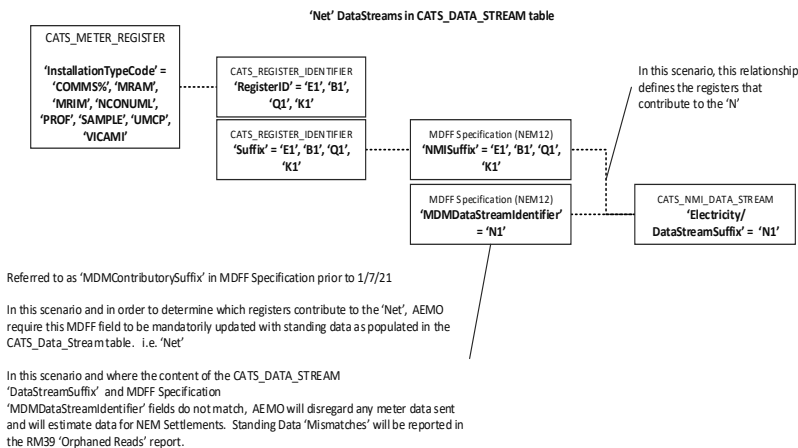 ‘Net’ DataStreams in CATS_DATA_STREAM table
CATS_METER_REGISTER
‘InstallationTypeCode’ =
‘COMMS%’, ‘MRAM’,
‘MRIM’, ‘NCONUML’,
‘PROF’, ‘SAMPLE’, ‘UMCP’,
‘VICAMI’
CATS_REGISTER_IDENTIFIER
‘RegisterID’ = ‘E1’, ‘B1’,
‘Q1’, ‘K1’
CATS_REGISTER_IDENTIFIER
‘Suffix’ = ‘E1’, ‘B1’, ‘Q1’,
‘K1’
MDFF Specification (NEM12)
‘NMISuffix’ = ‘E1’, ‘B1’, ‘Q1’,
‘K1’
MDFF Specification (NEM12)
‘MDMDataStreamIdentifier’
= ‘N1’
In this scenario, this relationship
defines the registers that
contribute to the ‘N’
CATS_NMI_DATA_STREAM
‘Electricity/
DataStreamSuffix’ = ‘N1’
Referred to as ‘MDMContributorySuffix’ in MDFF Specification prior to 1/7/21
In this scenario and in order to determine which registers contribute to the ‘Net’, AEMO
require this MDFF field to be mandatorily updated with standing data as populated in the
CATS_Data_Stream table. i.e. ‘Net’
In this scenario and where the content of the CATS_DATA_STREAM
‘DataStreamSuffix’ and MDFF Specification
‘MDMDataStreamIdentifier’ fields do not match, AEMO will disregard any meter data sent
and will estimate data for NEM Settlements. Standing Data ‘Mismatches’ will be reported in
the RM39 ‘Orphaned Reads’ report.